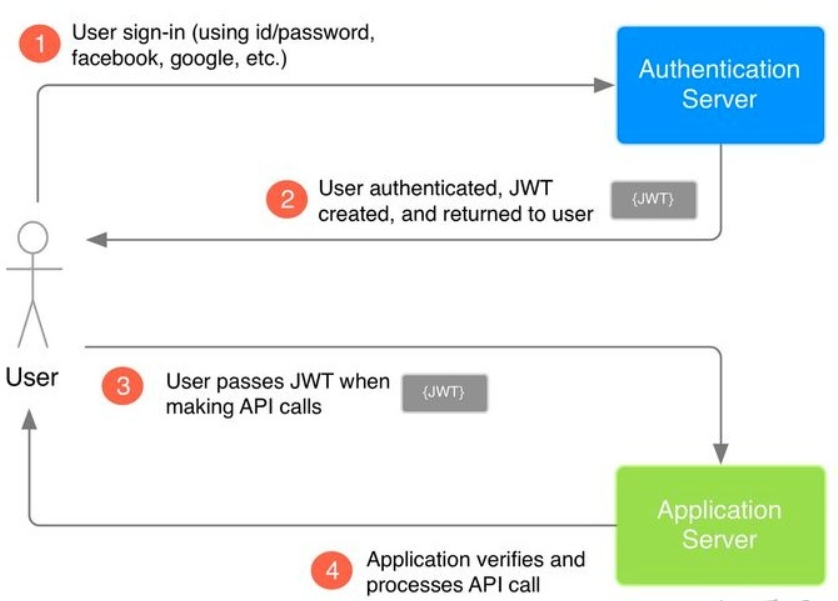 1
User sign-in (using id/password,
facebook, google, etc.)
Authentication
Server
2
User authenticated, JWT
created, and returned to user
{JWT}
User
3
User passes JWT when
making API calls
{JWT}
Application
Server
4
Application verifies and
processes API call